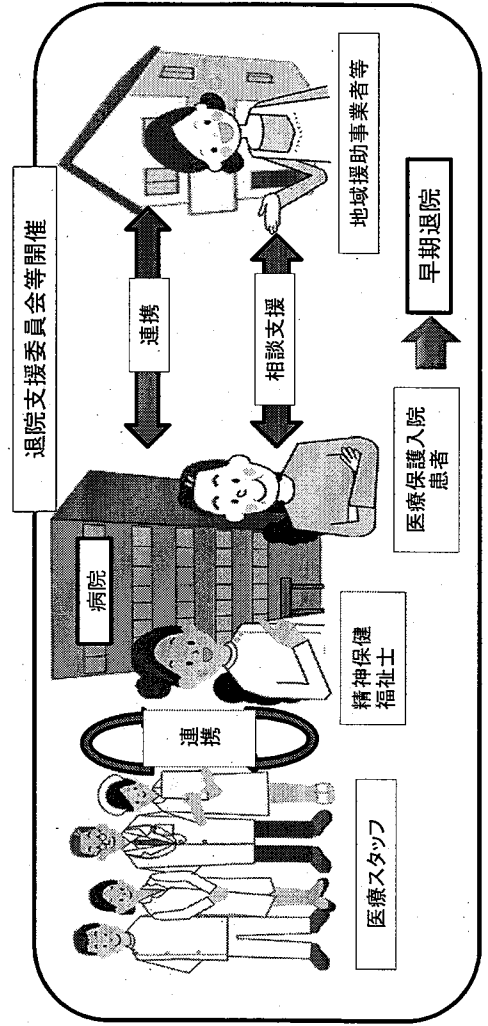 退院支援委員会等開催
病院
連携
連携
相談支援
医療スタッフ
精神保健
福祉士
医療保護入院
患者
地域援助事業者等
早期退院